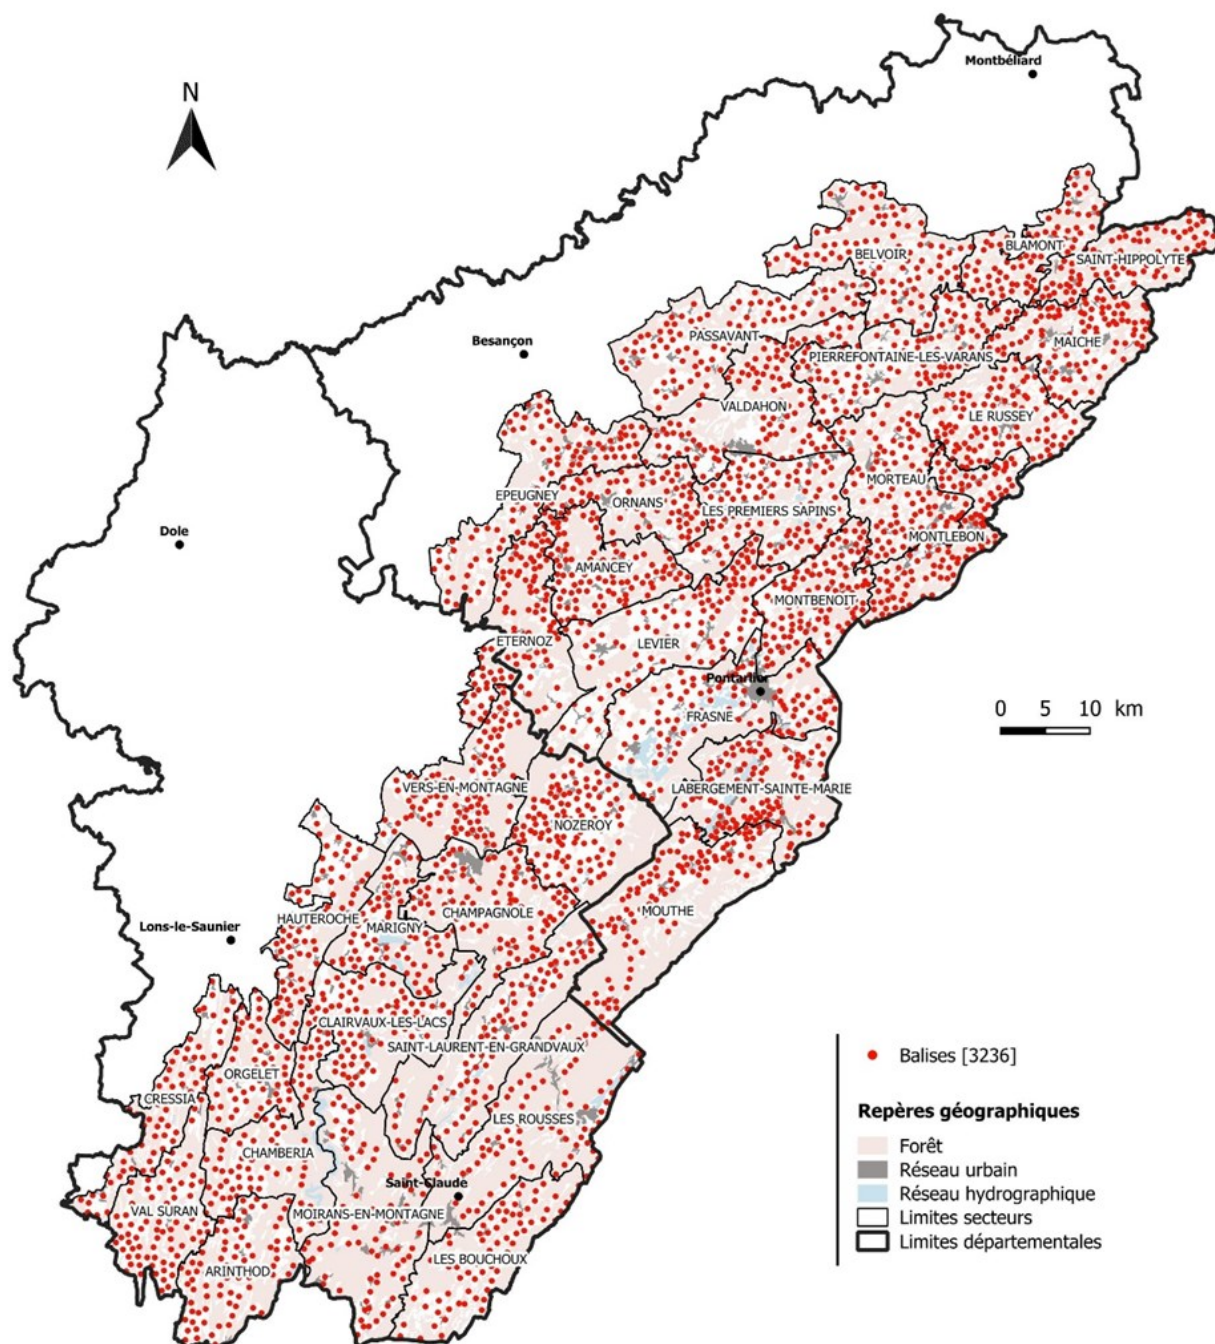 Montbéliard
N
BLAMONT
BELVOIR
SAINT-HIPPOLYTE
PASSAVANT
Besançon
MAICHE
PIERREFONTAINE-LES-VARANS
VALDAHON
LE RUSSEY
MORTEAU
EPEUGNEY
ORNANS
LES PREMIERS SAPINS
Dole
MONTLEBON
AMANCEY
MONTBENOIT
ETERNOZ
LEVIER
Pontarlier
0 5 10 km
FRASNE
VERS-EN-MONTAGNE
LABERGEMENT-SAINTE-MARIE
NOZEROY
MOUTHE
CHAMPAGNOLE
HAUTEROCHE
MARIGNY
Lons-le-Saunier
CLAIRVAUX-LES-LACS
SAINT-LAURENT-EN-GRANDVAUX
ORGELET
CRESSIA
LES ROUSSES
CHAMBERIA
Saint-Claude
VAL SURAN
MOIRANS-EN-MONTAGNE
LES BOUCHOUX
ARINTHOD
Balises [3236]
Repères géographiques
Forêt
Réseau urbain
Réseau hydrographique
Limites secteurs
Limites départementales